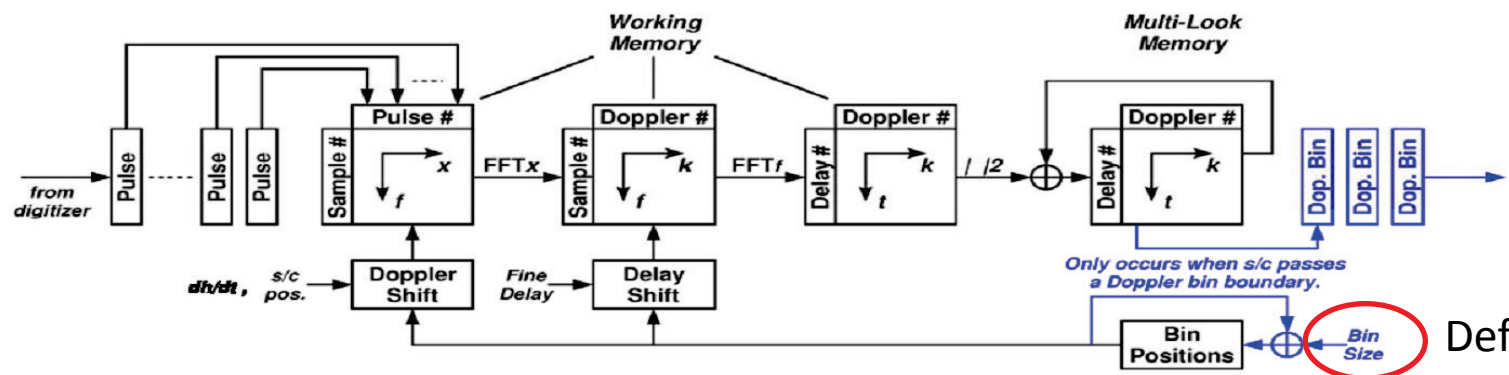 Working
Memory
Multi-Look
Memory
from
digitizer
Pulse
Pulse
Pulse
Pulse #
Sample #
x
f
FFTx
Doppler #
Sample #
k
f
FFTf
Doppler #
Delay #
k
t
| |2
Doppler #
Delay #
k
t
Dop. Bin
Dop. Bin
Dop. Bin
Only occurs when s/c passes
a Doppler bin boundary.
dh/dt, s/c
pos.
Doppler
Shift
Fine
Delay
Delay
Shift
Bin
Positions
Bin
Size
Def